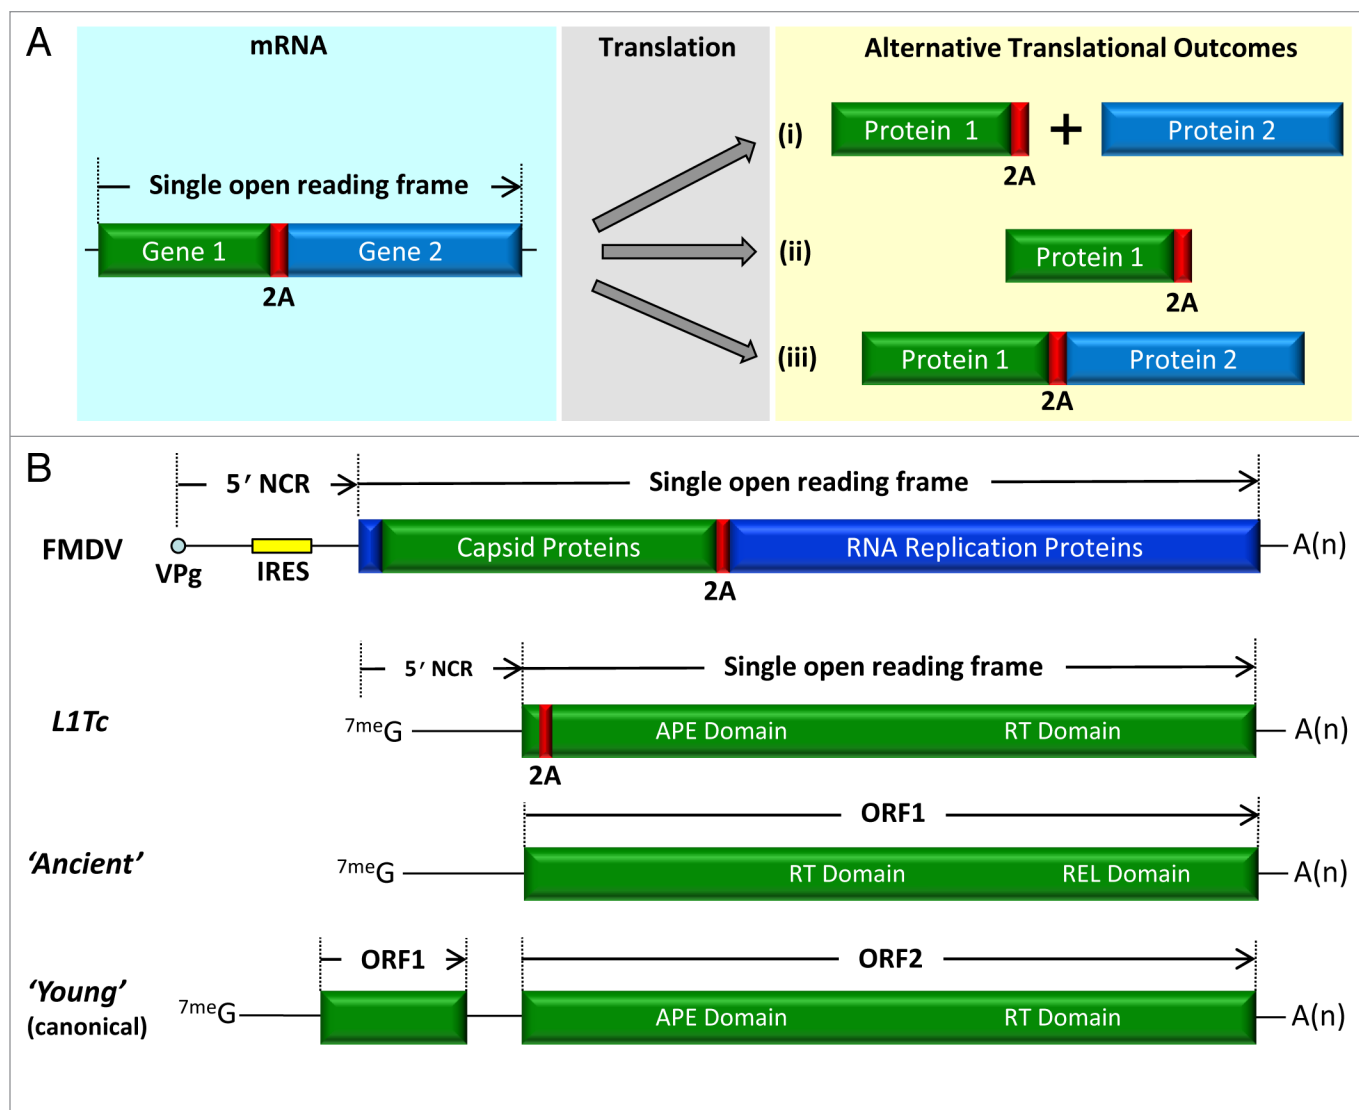 A
mRNA
Translation
Alternative Translational Outcomes
Single open reading frame
Gene 1
Gene 2
2A
(i)
Protein 1
+
Protein 2
2A
(ii)
Protein 1
2A
(iii)
Protein 1
Protein 2
2A
B
5′ NCR
Single open reading frame
FMDV
VPg
IRES
Capsid Proteins
RNA Replication Proteins
A(n)
2A
5′ NCR
Single open reading frame
L1Tc
7meG
APE Domain
RT Domain
A(n)
2A
ORF1
‘Ancient’
7meG
RT Domain
REL Domain
A(n)
ORF1
ORF2
‘Young’
(canonical)
7meG
APE Domain
RT Domain
A(n)